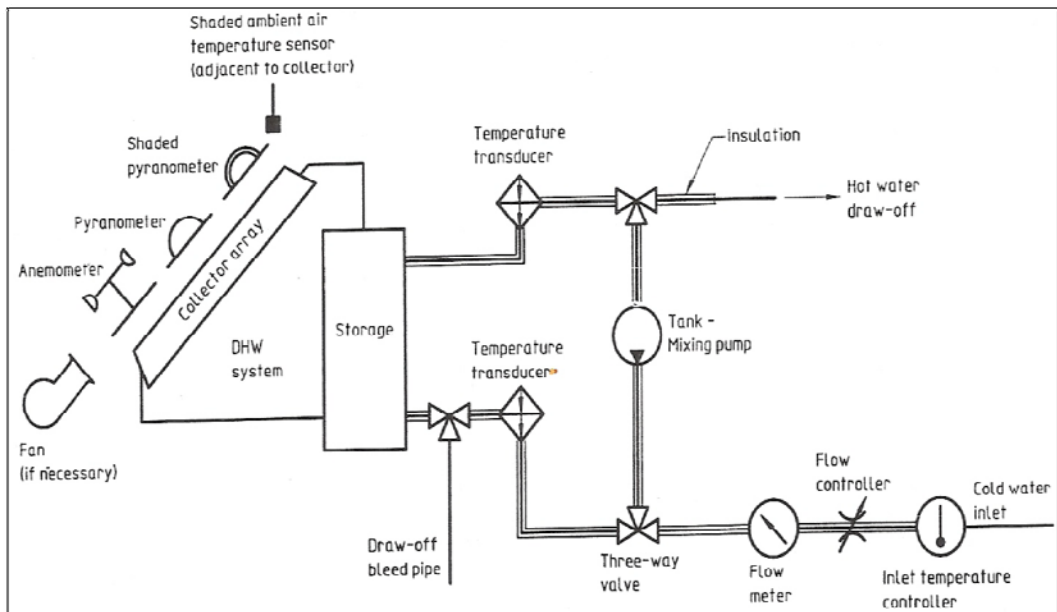 Shaded ambient air
temperature sensor
(adjacent to collector)
Shaded
pyranometer
Pyranometer
Anemometer
Collector array
Fan
(if necessary)
DHW
system
Storage
Temperature
transducer
Insulation
Hot water
draw-off
Tank -
Mixing pump
Temperature
transducer
Draw-off
bleed pipe
Three-way
valve
Flow
meter
Flow
controller
Cold water
inlet
Inlet temperature
controller